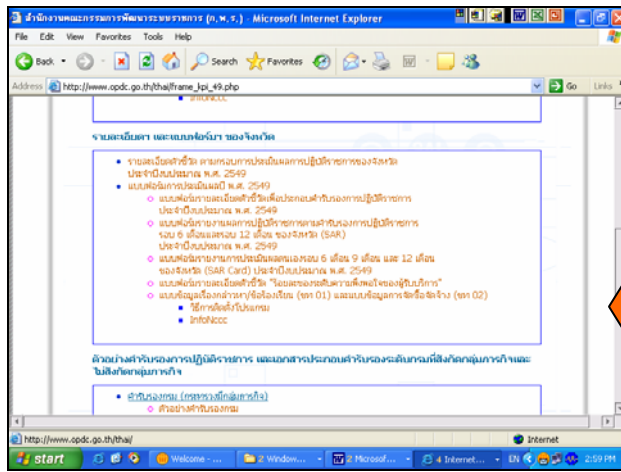 สำนักงานคณะกรรมการพัฒนาระบบราชการ (ก.พ.ร.) - Microsoft Internet Explorer
File Edit View Favorites Tools Help
Back Search Favorites
Address http://www.opdc.go.th/thai/frame_kpi_49.php Go Links
InfoNccc
รายละเอียดฯ และแบบฟอร์มฯ ของจังหวัด
รายละเอียดตัวชี้วัด ตามกรอบการประเมินผลการปฏิบัติราชการของจังหวัด
ประจำปีงบประมาณ พ.ศ. 2549
แบบฟอร์มการประเมินผลปี พ.ศ. 2549
แบบฟอร์มรายละเอียดตัวชี้วัดเพื่อประกอบคำรับรองการปฏิบัติราชการ
ประจำปีงบประมาณ พ.ศ. 2549
แบบฟอร์มรายงานผลการปฏิบัติราชการตามคำรับรองการปฏิบัติราชการ
รอบ 6 เดือนและรอบ 12 เดือน ของจังหวัด (SAR)
ประจำปีงบประมาณ พ.ศ. 2549
แบบฟอร์มรายงานการประเมินผลตนเองรอบ 6 เดือน 9 เดือน และ 12 เดือน
ของจังหวัด (SAR Card) ประจำปีงบประมาณ พ.ศ. 2549
แบบฟอร์มรายละเอียดตัวชี้วัด "ร้อยละของระดับความพึงพอใจของผู้รับบริการ"
แบบข้อมูลเรื่องกล่าวหา/ข้อร้องเรียน (ขกา 01) และแบบข้อมูลการจัดซื้อจัดจ้าง (ขกา 02)
วิธีการติดตั้งโปรแกรม
InfoNccc
ตัวอย่างคำรับรองการปฏิบัติราชการ และเอกสารประกอบคำรับรองระดับกรมที่สังกัดกลุ่มภารกิจและ
ไม่สังกัดกลุ่มภารกิจ
คำรับรองกรม (กระทรวงมีกลุ่มภารกิจ)
ตัวอย่างคำรับรองกรม
http://www.opdc.go.th/thai/ Internet
start Welcome - ... 2 Window... 2 Microsof... 4 Internet... EN 2:59 PM